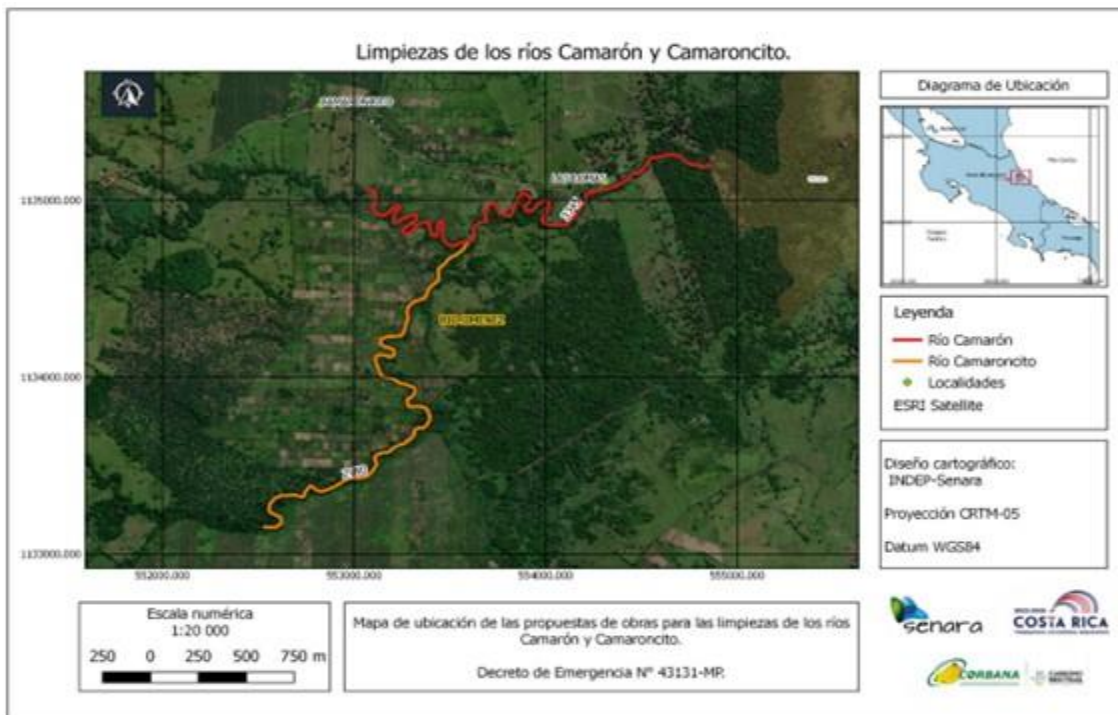 Limpiezas de los ríos Camarón y Camaroncito.
Diagrama de Ubicación
1135000.000
1134000.000
1133000.000
552000.000
553000.000
554000.000
555000.000
Leyenda
Río Camarón
Río Camaroncito
Localidades
ESRI Satellite
Diseño cartográfico:
INDEP-Senara
Proyección CRTM-05
Datum WGS84
Escala numérica
1:20 000
250 0 250 500 750 m
Mapa de ubicación de las propuestas de obras para las limpiezas de los ríos
Camarón y Camaroncito.
Decreto de Emergencia N° 43131-MP.
senara
COSTA RICA
CORBANA